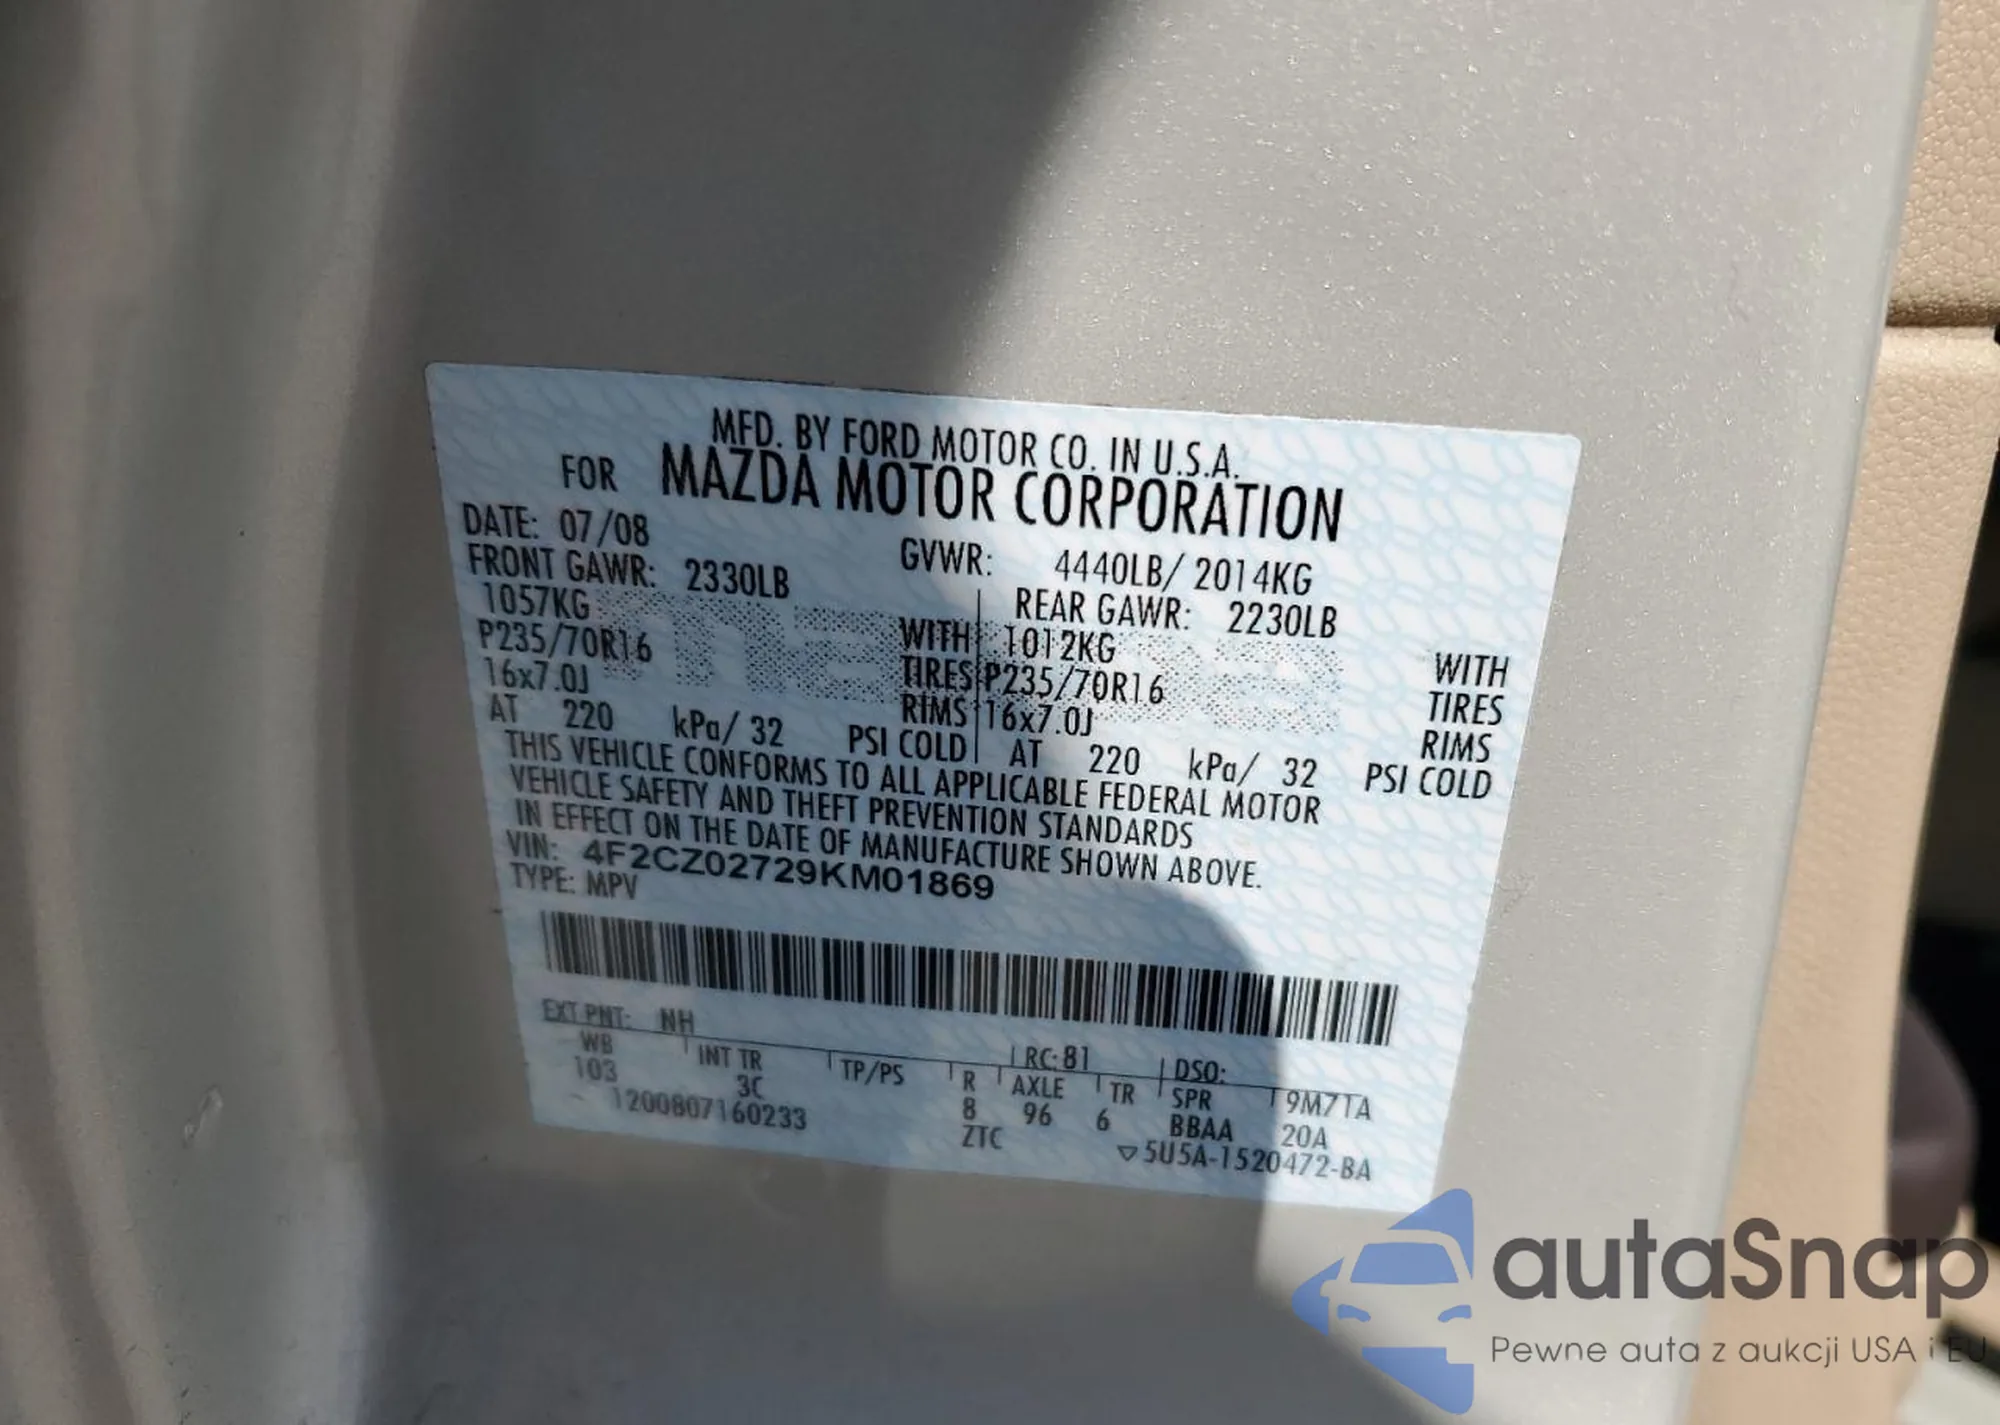 MFD. BY FORD MOTOR CO. IN U.S.A.
FOR MAZDA MOTOR CORPORATION
DATE: 07/08 GVWR: 4440LB/ 2014KG
FRONT GAWR: 2330LB REAR GAWR: 2230LB
1057KG WITH 1012KG WITH
P235/70R16 TIRES P235/70R16 TIRES
16x7.0J RIMS 16x7.0J RIMS
AT 220 kPa/ 32 PSI COLD AT 220 kPa/ 32 PSI COLD
THIS VEHICLE CONFORMS TO ALL APPLICABLE FEDERAL MOTOR
VEHICLE SAFETY AND THEFT PREVENTION STANDARDS
IN EFFECT ON THE DATE OF MANUFACTURE SHOWN ABOVE.
VIN: 4F2CZ02729KM01869
TYPE: MPV
EXT PNT: NH RC: 81 DSO:
WB INT TR TP/PS R AXLE TR SPR 9M7TA
103 3C 8 96 6 BBAA 20A
1200807160233 ZTC ▽5U5A-1520472-BA
mazda
autaSnap
Pewne auta z aukcji USA i EU